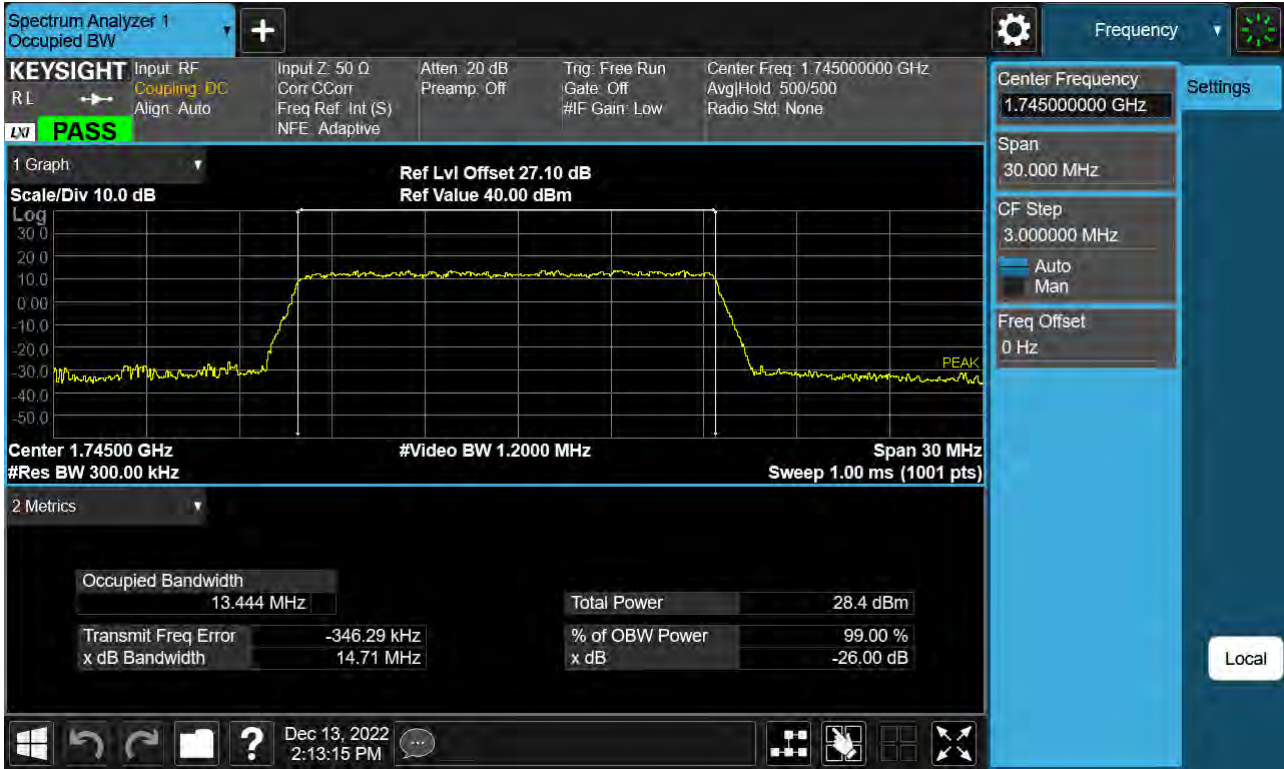 Spectrum Analyzer 1
Occupied BW
+
Frequency
KEYSIGHT
R L
LXI
PASS
Input: RF
Coupling: DC
Align: Auto
Input Z: 50 Ω
Corr CCorr
Freq Ref: Int (S)
NFE: Adaptive
Atten: 20 dB
Preamp: Off
Trig: Free Run
Gate: Off
#IF Gain: Low
Center Freq: 1.745000000 GHz
Avg|Hold: 500/500
Radio Std: None
Center Frequency
1.745000000 GHz
Settings
Span
30.000 MHz
CF Step
3.000000 MHz
Auto
Man
Freq Offset
0 Hz
Local
1 Graph
Ref Lvl Offset 27.10 dB
Scale/Div 10.0 dB
Ref Value 40.00 dBm
Log
30.0
20.0
10.0
0.00
-10.0
-20.0
-30.0
-40.0
-50.0
PEAK
Center 1.74500 GHz
#Video BW 1.2000 MHz
Span 30 MHz
#Res BW 300.00 kHz
Sweep 1.00 ms (1001 pts)
2 Metrics
Occupied Bandwidth
13.444 MHz
Total Power 28.4 dBm
Transmit Freq Error -346.29 kHz
% of OBW Power 99.00 %
x dB Bandwidth 14.71 MHz
x dB -26.00 dB
?
Dec 13, 2022
2:13:15 PM